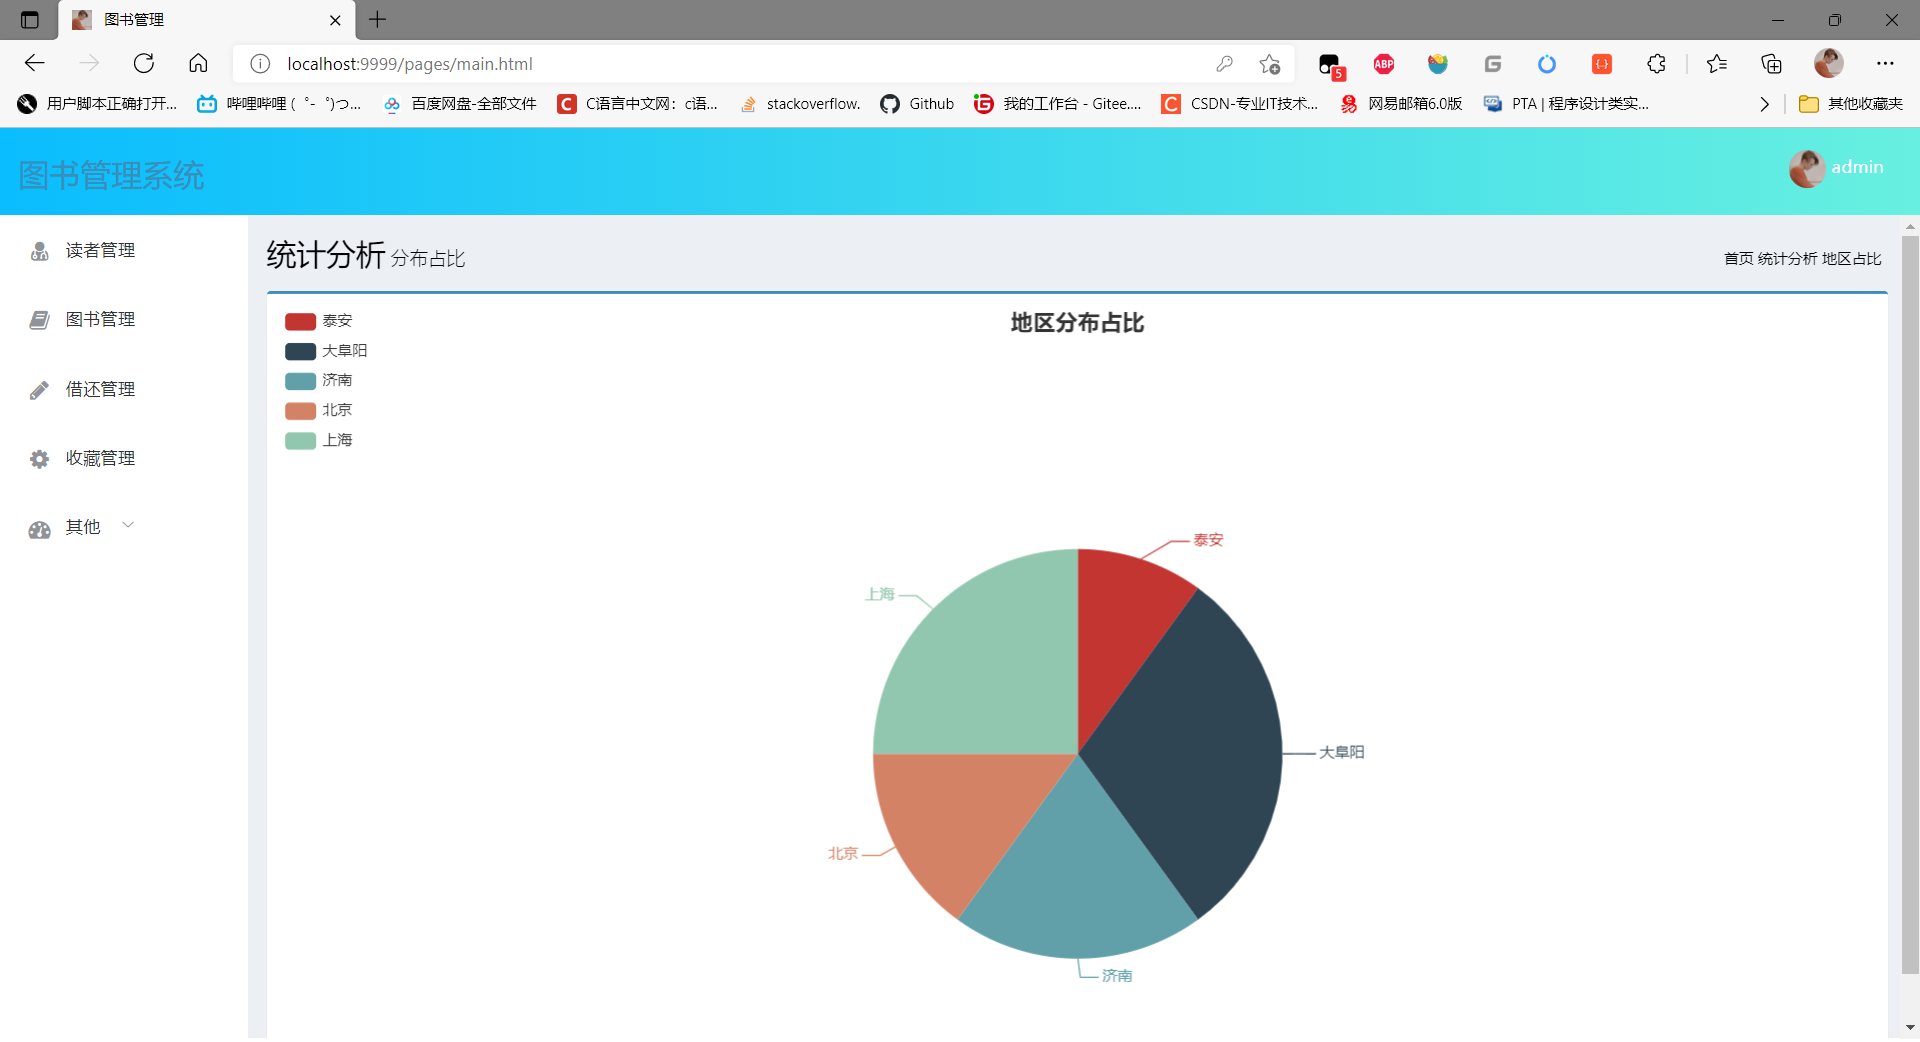 图书管理
localhost:9999/pages/main.html
5
ABP
用户脚本正确打开...
哔哩哔哩 (゜-゜)つ...
百度网盘-全部文件
C语言中文网：c语...
stackoverflow.
Github
我的工作台 - Gitee....
CSDN-专业IT技术...
网易邮箱6.0版
PTA | 程序设计类实...
其他收藏夹
图书管理系统
admin
读者管理
图书管理
借还管理
收藏管理
其他
统计分析 分布占比
首页 统计分析 地区占比
地区分布占比
泰安
大阜阳
济南
北京
上海
泰安
上海
大阜阳
北京
济南